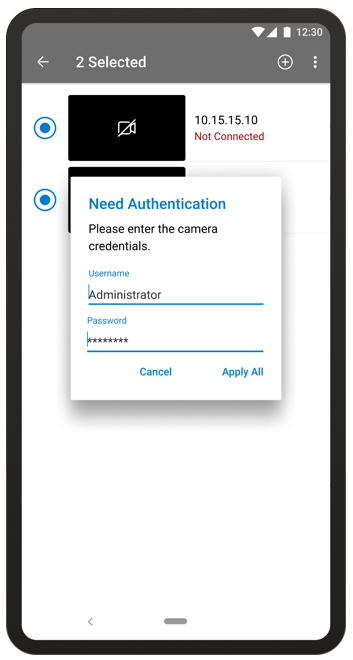 12:30
2 Selected
10.15.15.10
Not Connected
Need Authentication
Please enter the camera
credentials.
Username
Administrator
Password
********
Cancel Apply All